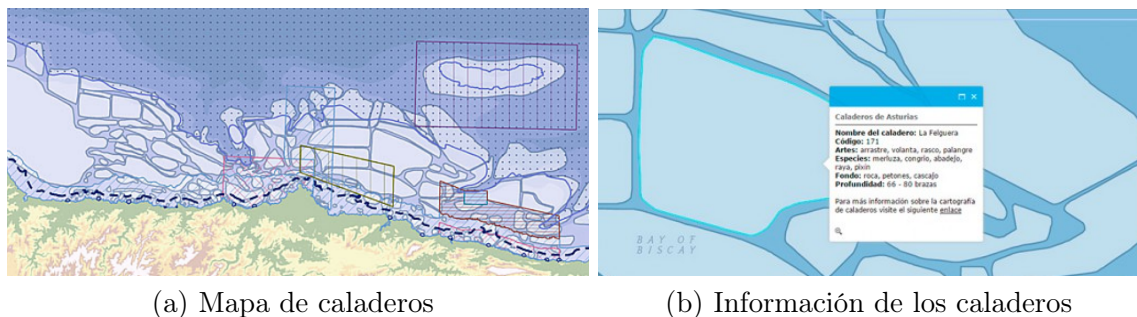 Caladeros de Asturias
Nombre del caladero: La Felguera
Código: 171
Artes: arrastre, volanta, rasco, palangre
Especies: merluza, congrio, abadejo,
raya, pixin
Fondo: roca, petones, cascajo
Profundidad: 66 - 80 brazas
Para más información sobre la cartografía
de caladeros visite el siguiente enlace
BAY OF
BISCAY
(a) Mapa de caladeros
(b) Información de los caladeros